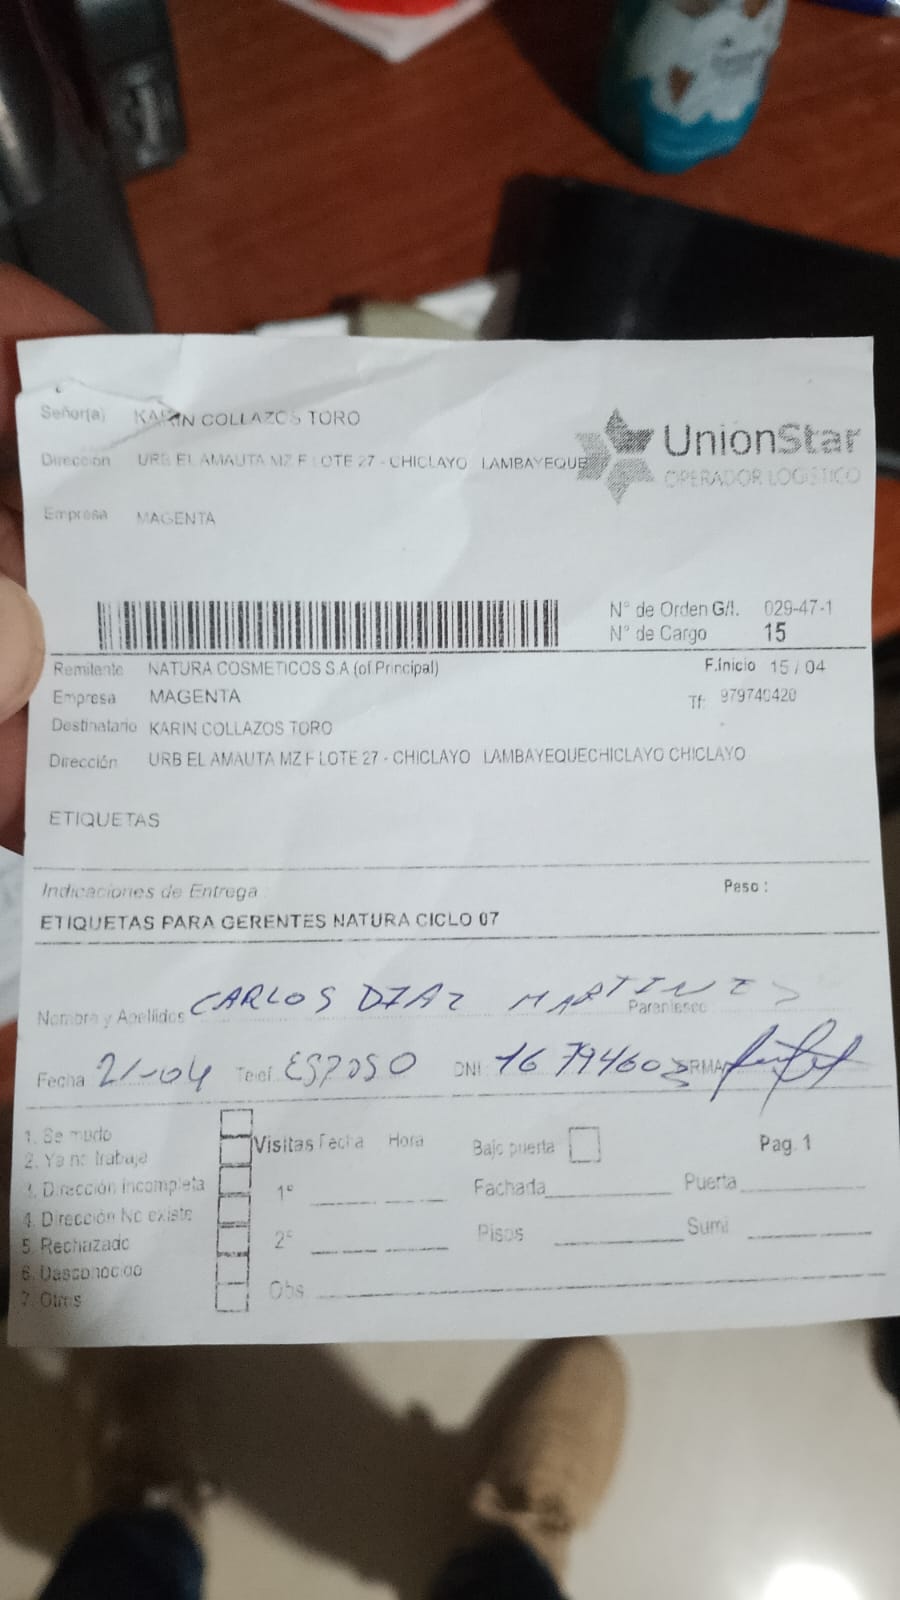 Señor(a) KARIN COLLAZOS TORO
UnionStar
OPERADOR LOGISTICO
Dirección URB EL AMAUTA MZ F LOTE 27 - CHICLAYO LAMBAYEQUE
Empresa MAGENTA
N° de Orden G/I. 029-47-1
N° de Cargo 15
Remitente NATURA COSMETICOS S.A (of Principal)
F.Inicio 15 / 04
Empresa MAGENTA
Tf: 979740420
Destinatario KARIN COLLAZOS TORO
Dirección URB EL AMAUTA MZ F LOTE 27 - CHICLAYO LAMBAYEQUECHICLAYO CHICLAYO
ETIQUETAS
Indicaciones de Entrega Peso :
ETIQUETAS PARA GERENTES NATURA CICLO 07
Nombre y Apellidos CARLOS DIAZ MARTINEZ
Parentesco
Fecha 21-04 Telef. ESPOSO DNI 16794603 FIRMA
1. Se mudo
2. Ya no trabaja
3. Dirección incompleta
4. Dirección No existe
5. Rechazado
6. Desconocido
7. Otros
Visitas Fecha Hora
1°
2°
Obs
Bajo puerta
Pag. 1
Fachada Puerta
Pisos Sumi